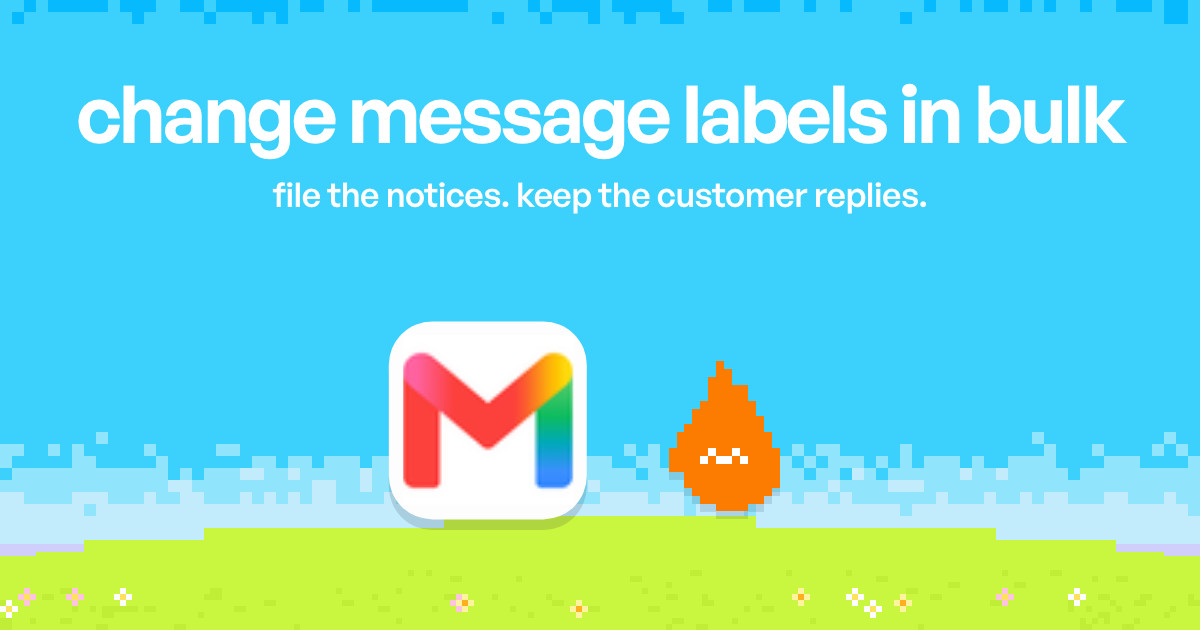 change message labels in bulk
file the notices. keep the customer replies.